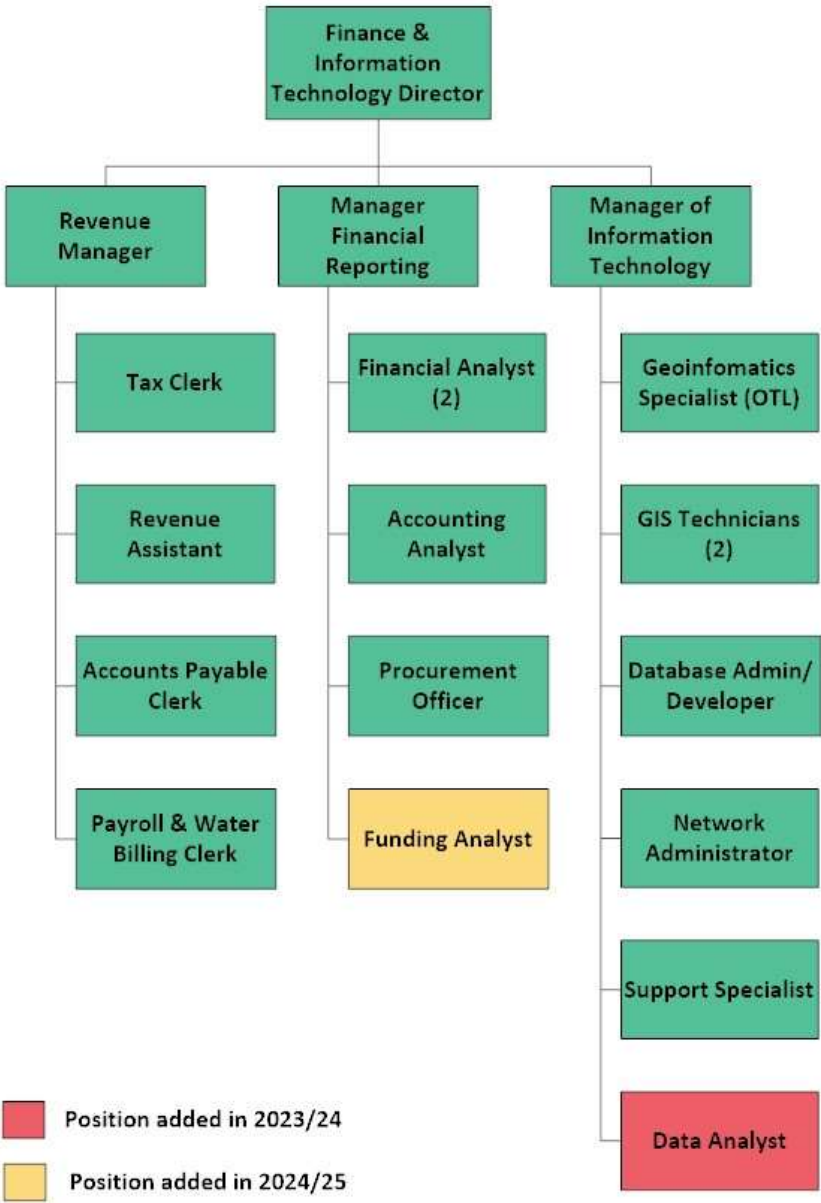 Finance &
Information
Technology Director
Revenue
Manager
Manager
Financial
Reporting
Manager of
Information
Technology
Tax Clerk
Financial Analyst
(2)
Geoinfomatics
Specialist (OTL)
Revenue
Assistant
Accounting
Analyst
GIS Technicians
(2)
Accounts Payable
Clerk
Procurement
Officer
Database Admin/
Developer
Payroll & Water
Billing Clerk
Funding Analyst
Network
Administrator
Support Specialist
Data Analyst
Position added in 2023/24
Position added in 2024/25